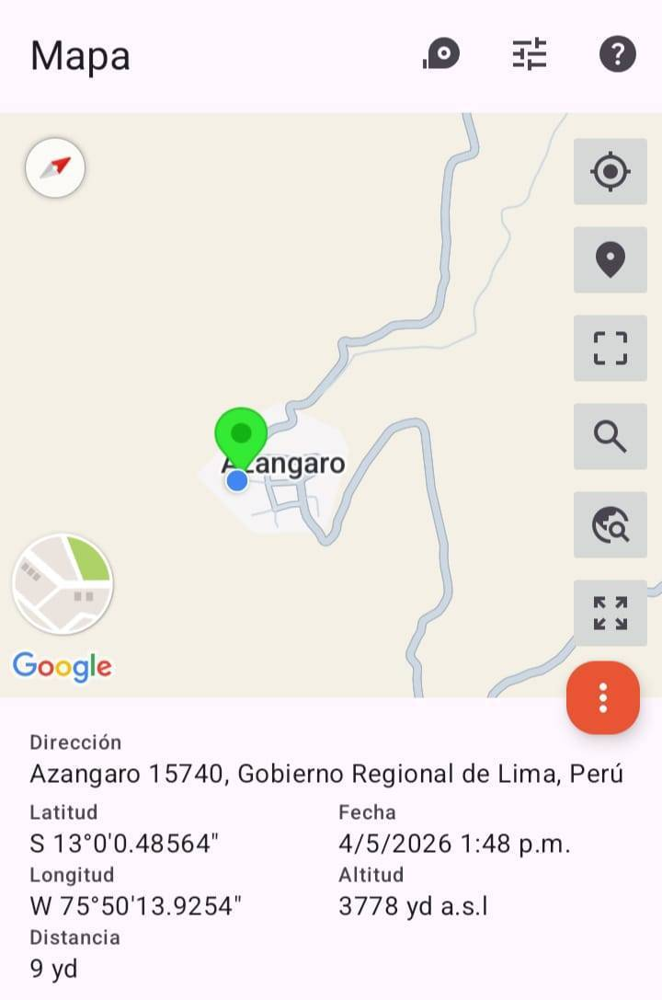 Mapa
Azangaro
Google
Dirección
Azangaro 15740, Gobierno Regional de Lima, Perú
Latitud
S 13°0'0.48564"
Fecha
4/5/2026 1:48 p.m.
Longitud
W 75°50'13.9254"
Altitud
3778 yd a.s.l
Distancia
9 yd